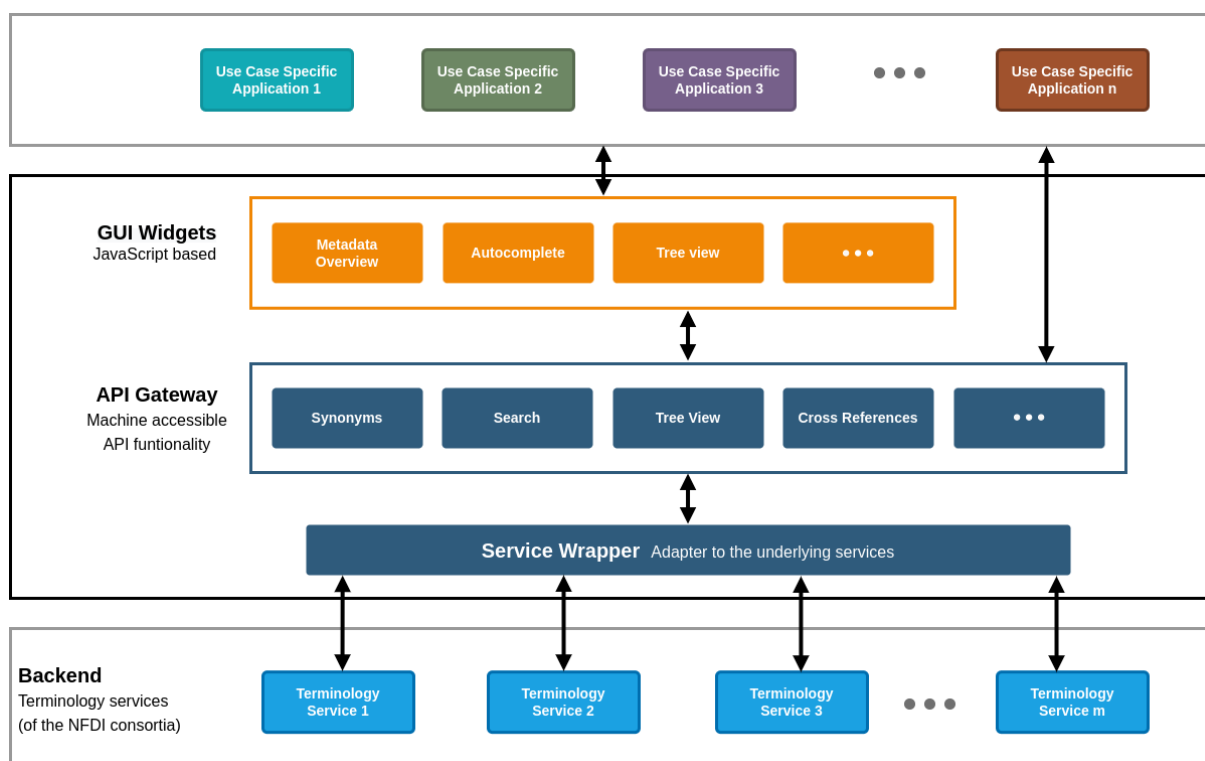 Use Case Specific
Application 1
Use Case Specific
Application 2
Use Case Specific
Application 3
Use Case Specific
Application n
GUI Widgets
JavaScript based
Metadata
Overview
Autocomplete
Tree view
API Gateway
Machine accessible
API funtionality
Synonyms
Search
Tree View
Cross References
Service Wrapper Adapter to the underlying services
Backend
Terminology services
(of the NFDI consortia)
Terminology
Service 1
Terminology
Service 2
Terminology
Service 3
Terminology
Service m